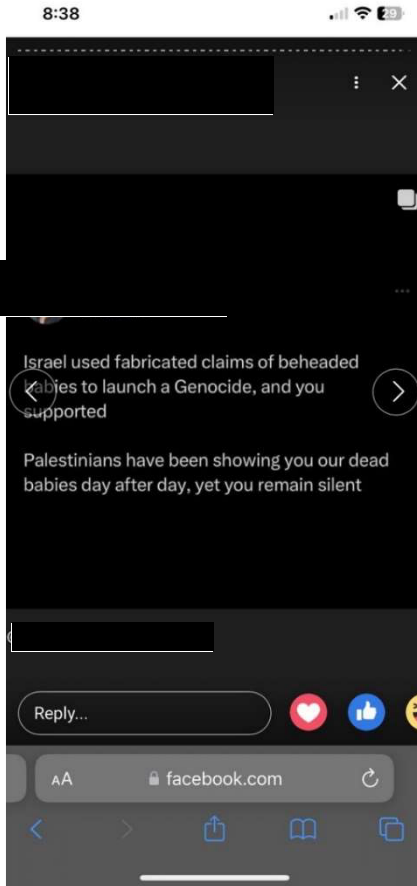 8:38
29
Israel used fabricated claims of beheaded
babies to launch a Genocide, and you
supported
Palestinians have been showing you our dead
babies day after day, yet you remain silent
Reply...
AA
facebook.com